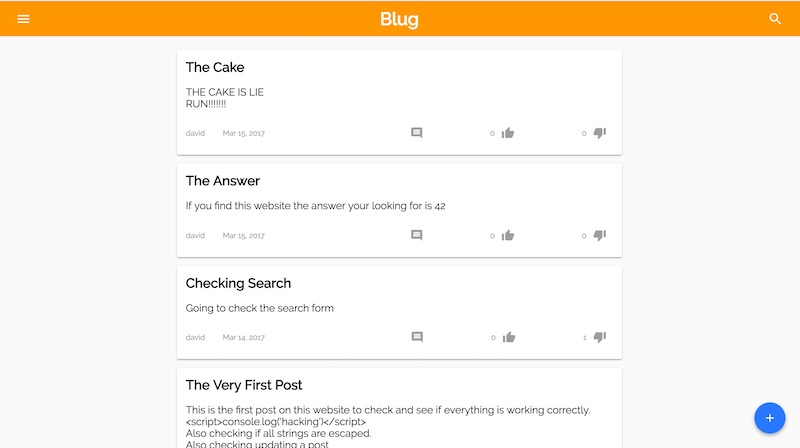 Blug
The Cake
THE CAKE IS LIE
RUN!!!!!!!
david Mar 15, 2017 0 0
The Answer
If you find this website the answer your looking for is 42
david Mar 15, 2017 0 0
Checking Search
Going to check the search form
david Mar 14, 2017 0 1
The Very First Post
This is the first post on this website to check and see if everything is working correctly.
<script>console.log('hacking')</script>
Also checking if all strings are escaped.
Also checking updating a post